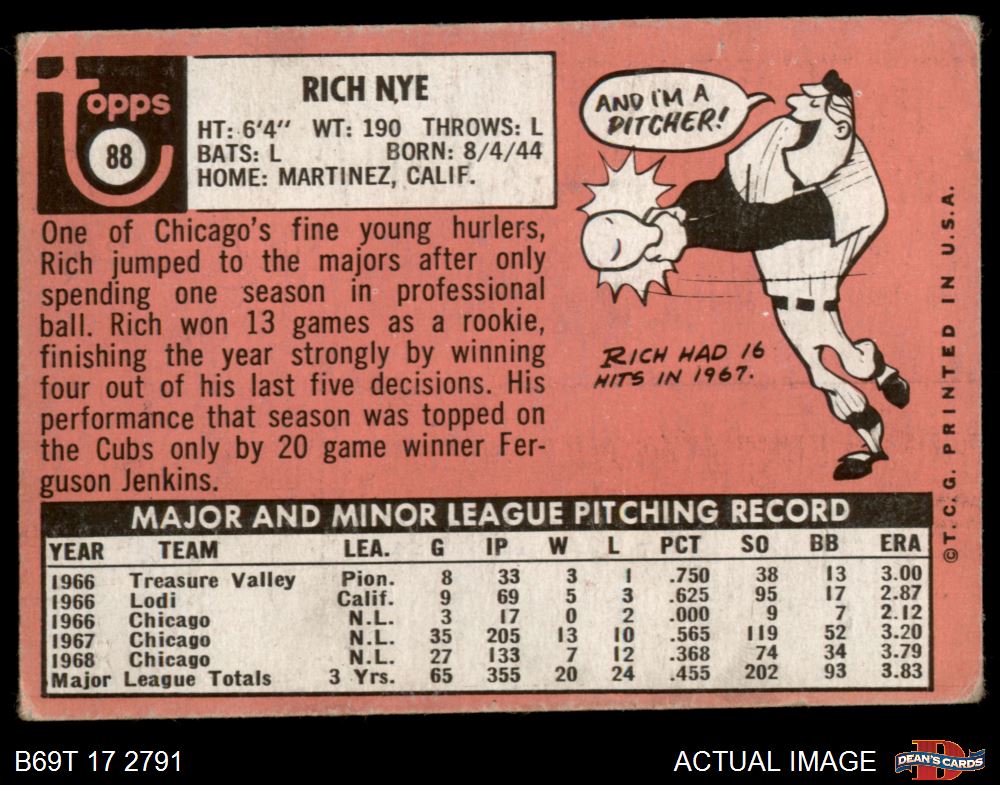 Topps
88
RICH NYE
HT: 6'4" WT: 190 THROWS: L
BATS: L BORN: 8/4/44
HOME: MARTINEZ, CALIF.
One of Chicago's fine young hurlers,
Rich jumped to the majors after only
spending one season in professional
ball. Rich won 13 games as a rookie,
finishing the year strongly by winning
four out of his last five decisions. His
performance that season was topped on
the Cubs only by 20 game winner Fer-
guson Jenkins.
AND I'M A
PITCHER!
RICH HAD 16
HITS IN 1967.
©T.C.G. PRINTED IN U.S.A.
MAJOR AND MINOR LEAGUE PITCHING RECORD
YEAR TEAM LEA. G IP W L PCT SO BB ERA
1966 Treasure Valley Pion. 8 33 3 1 .750 38 13 3.00
1966 Lodi Calif. 9 69 5 3 .625 95 17 2.87
1966 Chicago N.L. 3 17 0 2 .000 9 7 2.12
1967 Chicago N.L. 35 205 13 10 .565 119 52 3.20
1968 Chicago N.L. 27 133 7 12 .368 74 34 3.79
Major League Totals 3 Yrs. 65 355 20 24 .455 202 93 3.83
B69T 17 2791
ACTUAL IMAGE
DEAN'S CARDS